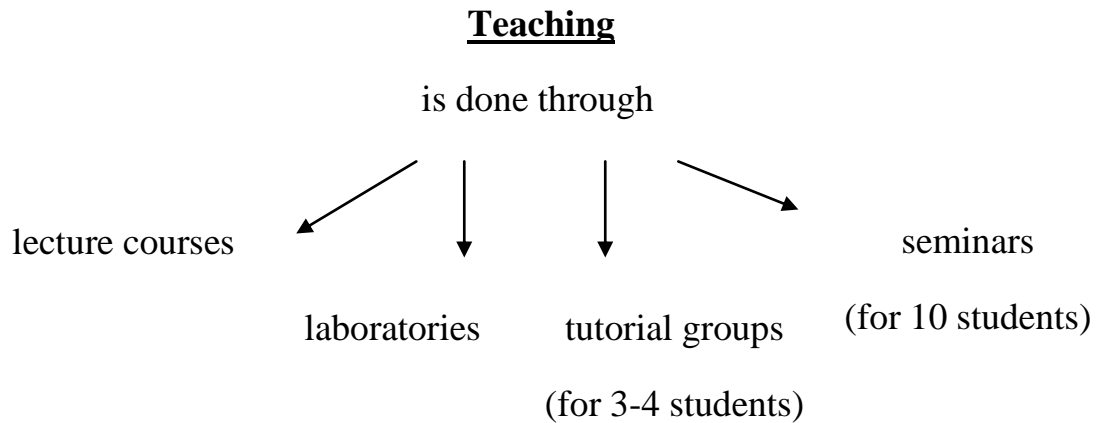 Teaching
is done through
lecture courses
seminars
(for 10 students)
laboratories
tutorial groups
(for 3-4 students)